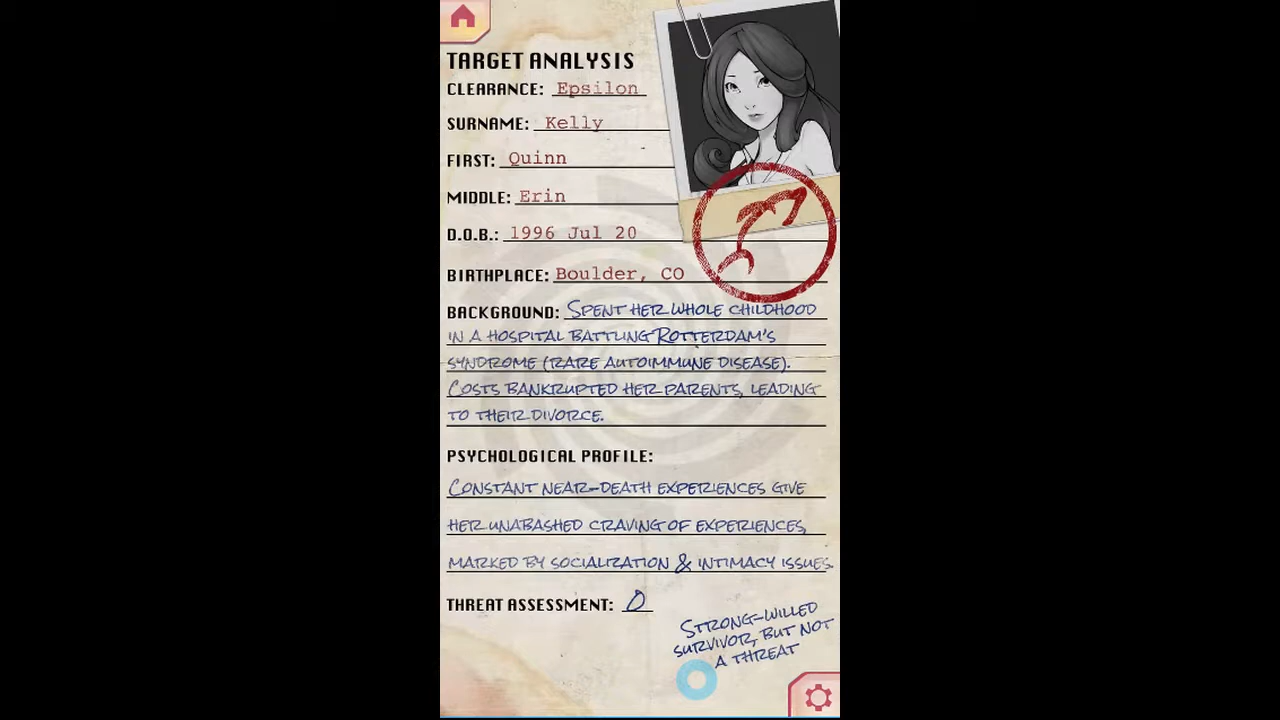 TARGET ANALYSIS
CLEARANCE: Epsilon
SURNAME: Kelly
FIRST: Quinn
MIDDLE: Erin
D.O.B.: 1996 Jul 20
BIRTHPLACE: Boulder, CO
BACKGROUND: SPENT HER WHOLE CHILDHOOD
IN A HOSPITAL BATTLING ROTTERDAM'S
SYNDROME (RARE AUTOIMMUNE DISEASE).
COSTS BANKRUPTED HER PARENTS, LEADING
TO THEIR DIVORCE.
PSYCHOLOGICAL PROFILE:
CONSTANT NEAR-DEATH EXPERIENCES GIVE
HER UNABASHED CRAVING OF EXPERIENCES,
MARKED BY SOCIALIZATION & INTIMACY ISSUES.
THREAT ASSESSMENT: 0
STRONG-WILLED
SURVIVOR, BUT NOT
A THREAT